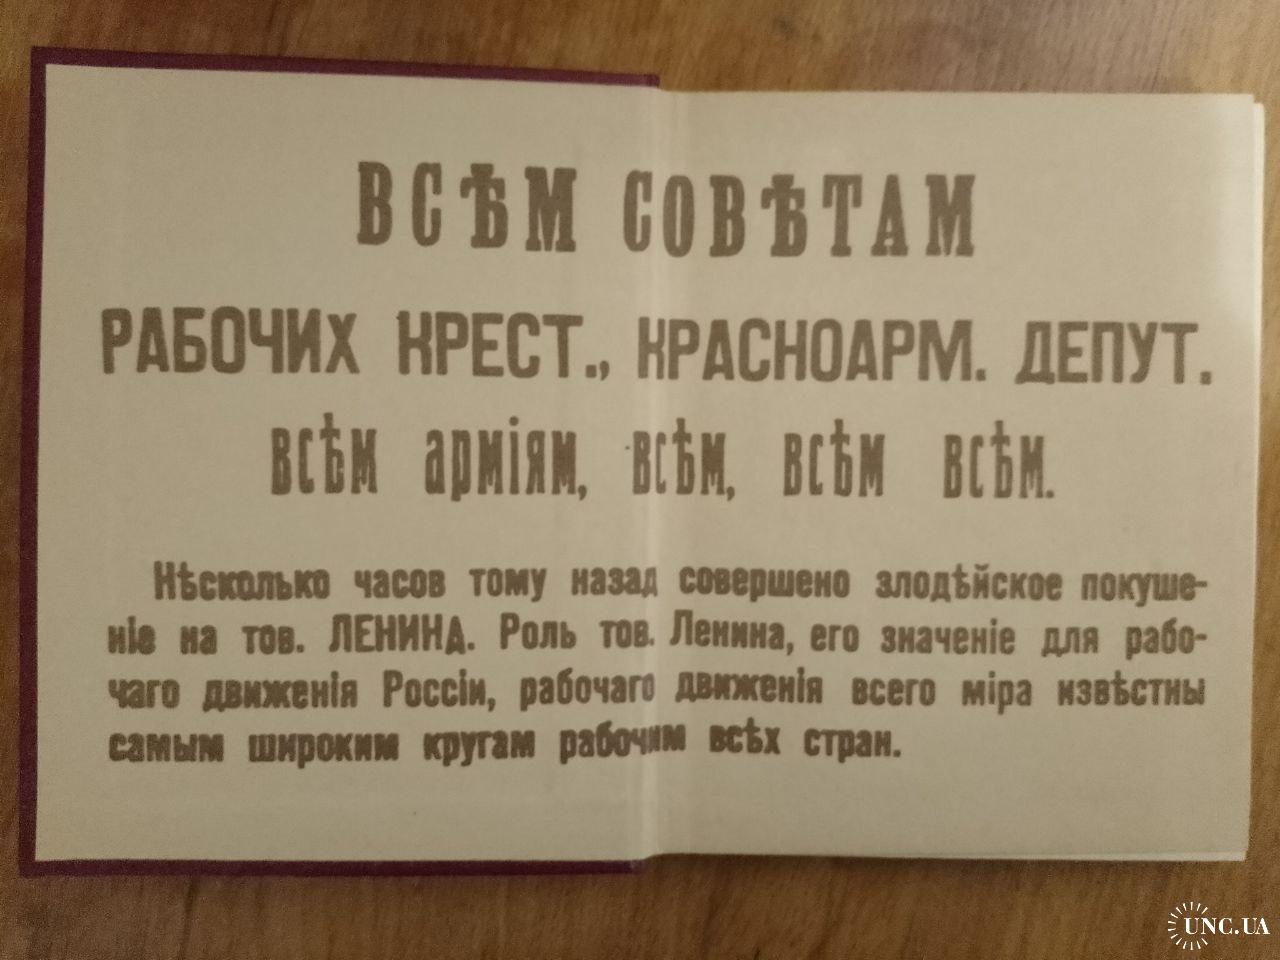 ВСѢМ СОВѢТАМ
РАБОЧИХ КРЕСТ., КРАСНОАРМ. ДЕПУТ.
всѣм арміям, всѣм, всѣм всѣм.
Нѣсколько часов тому назад совершено злодѣйское покуше-
ніе на тов. ЛЕНИНА. Роль тов. Ленина, его значеніе для рабо-
чаго движенія Россіи, рабочаго движенія всего міра извѣстны
самым широким кругам рабочим всѣх стран.
UNC.UA